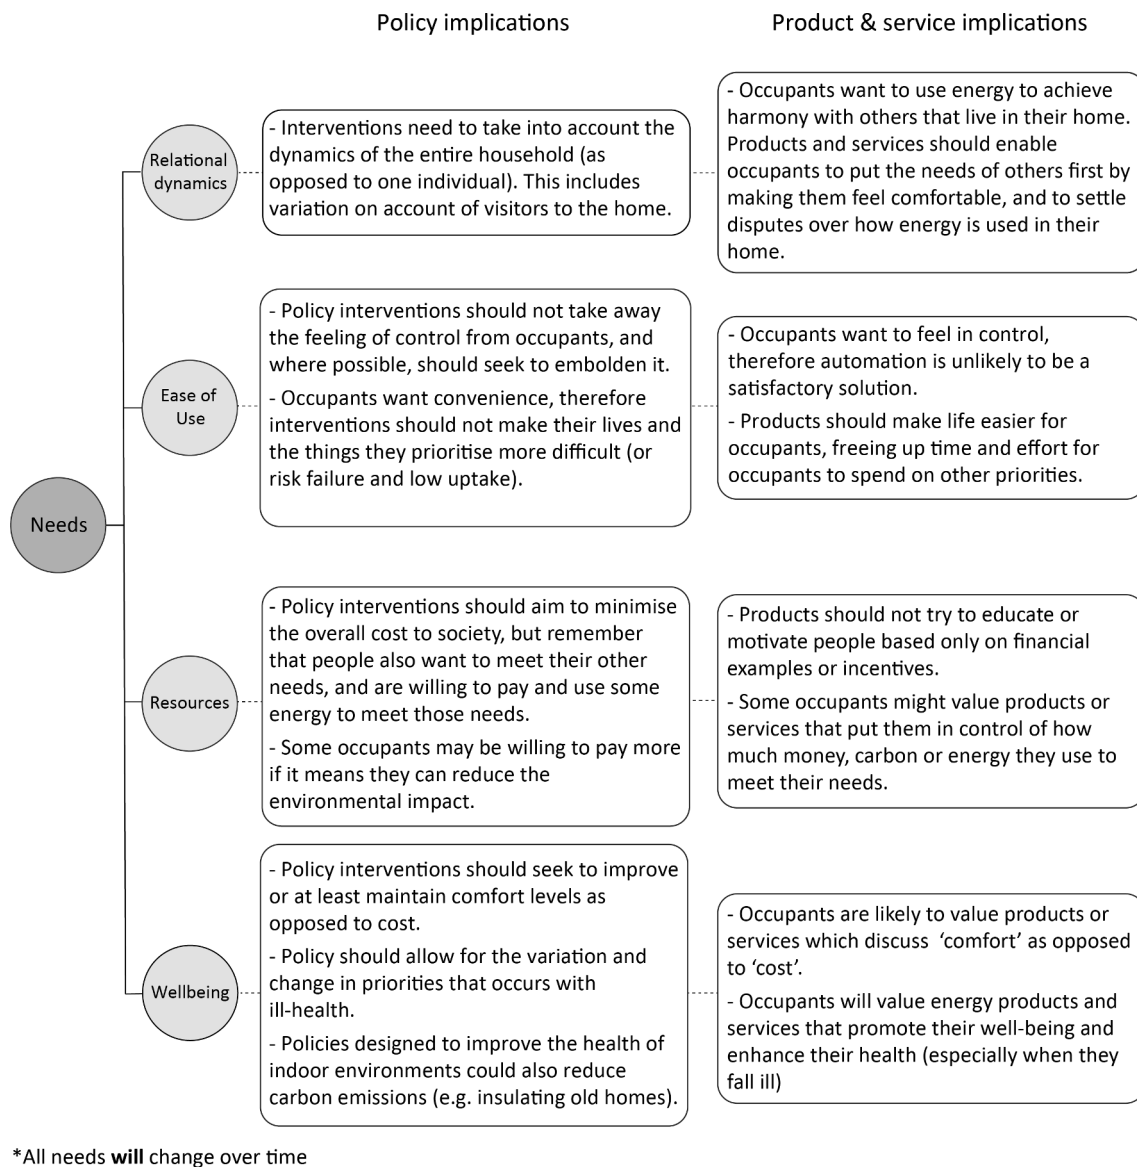 Policy implications
Product & service implications
Needs
Relational
dynamics
- Interventions need to take into account the
dynamics of the entire household (as
opposed to one individual). This includes
variation on account of visitors to the home.
- Occupants want to use energy to achieve
harmony with others that live in their home.
Products and services should enable
occupants to put the needs of others first by
making them feel comfortable, and to settle
disputes over how energy is used in their
home.
Ease of
Use
- Policy interventions should not take away
the feeling of control from occupants, and
where possible, should seek to embolden it.
- Occupants want convenience, therefore
interventions should not make their lives and
the things they prioritise more difficult (or
risk failure and low uptake).
- Occupants want to feel in control,
therefore automation is unlikely to be a
satisfactory solution.
- Products should make life easier for
occupants, freeing up time and effort for
occupants to spend on other priorities.
Resources
- Policy interventions should aim to minimise
the overall cost to society, but remember
that people also want to meet their other
needs, and are willing to pay and use some
energy to meet those needs.
- Some occupants may be willing to pay more
if it means they can reduce the
environmental impact.
- Products should not try to educate or
motivate people based only on financial
examples or incentives.
- Some occupants might value products or
services that put them in control of how
much money, carbon or energy they use to
meet their needs.
Wellbeing
- Policy interventions should seek to improve
or at least maintain comfort levels as
opposed to cost.
- Policy should allow for the variation and
change in priorities that occurs with
ill-health.
- Policies designed to improve the health of
indoor environments could also reduce
carbon emissions (e.g. insulating old homes).
- Occupants are likely to value products or
services which discuss ‘comfort’ as opposed
to ‘cost’.
- Occupants will value energy products and
services that promote their well-being and
enhance their health (especially when they
fall ill)
*All needs will change over time